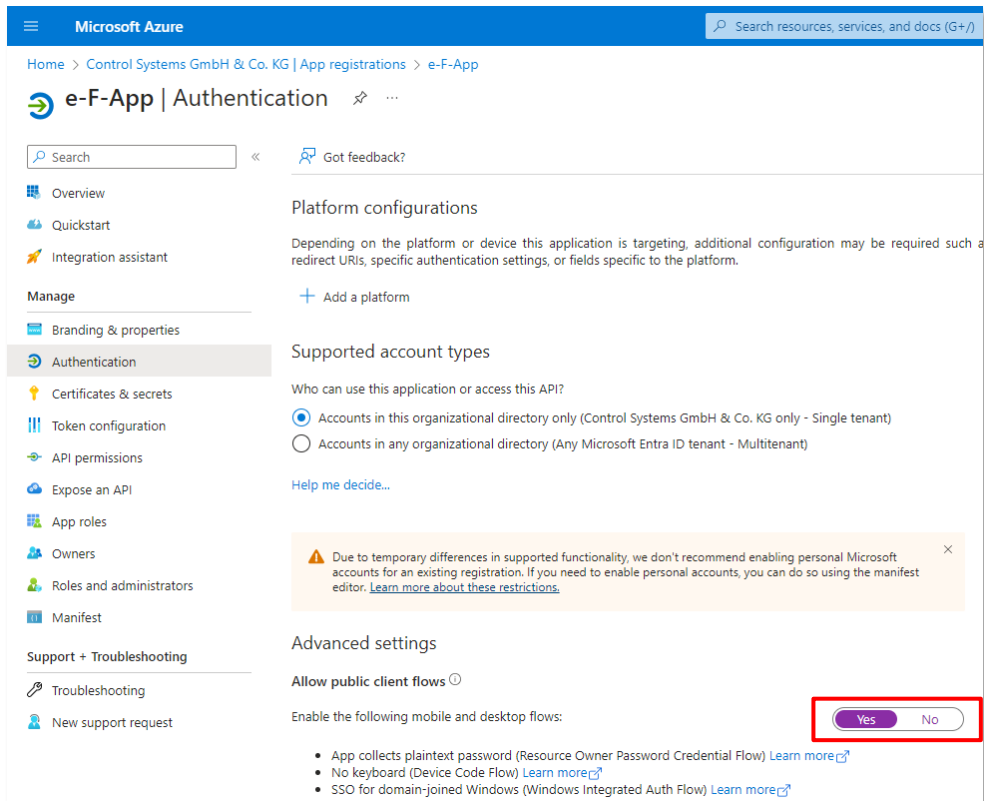 Microsoft Azure
Search resources, services, and docs (G+/)
Home > Control Systems GmbH & Co. KG | App registrations > e-F-App
e-F-App | Authentication
Search
Got feedback?
Overview
Quickstart
Integration assistant
Manage
Branding & properties
Authentication
Certificates & secrets
Token configuration
API permissions
Expose an API
App roles
Owners
Roles and administrators
Manifest
Support + Troubleshooting
Troubleshooting
New support request
Platform configurations
Depending on the platform or device this application is targeting, additional configuration may be required such a
redirect URIs, specific authentication settings, or fields specific to the platform.
Add a platform
Supported account types
Who can use this application or access this API?
Accounts in this organizational directory only (Control Systems GmbH & Co. KG only - Single tenant)
Accounts in any organizational directory (Any Microsoft Entra ID tenant - Multitenant)
Help me decide...
Due to temporary differences in supported functionality, we don't recommend enabling personal Microsoft
accounts for an existing registration. If you need to enable personal accounts, you can do so using the manifest
editor. Learn more about these restrictions.
Advanced settings
Allow public client flows
Enable the following mobile and desktop flows:
Yes No
• App collects plaintext password (Resource Owner Password Credential Flow) Learn more
• No keyboard (Device Code Flow) Learn more
• SSO for domain-joined Windows (Windows Integrated Auth Flow) Learn more